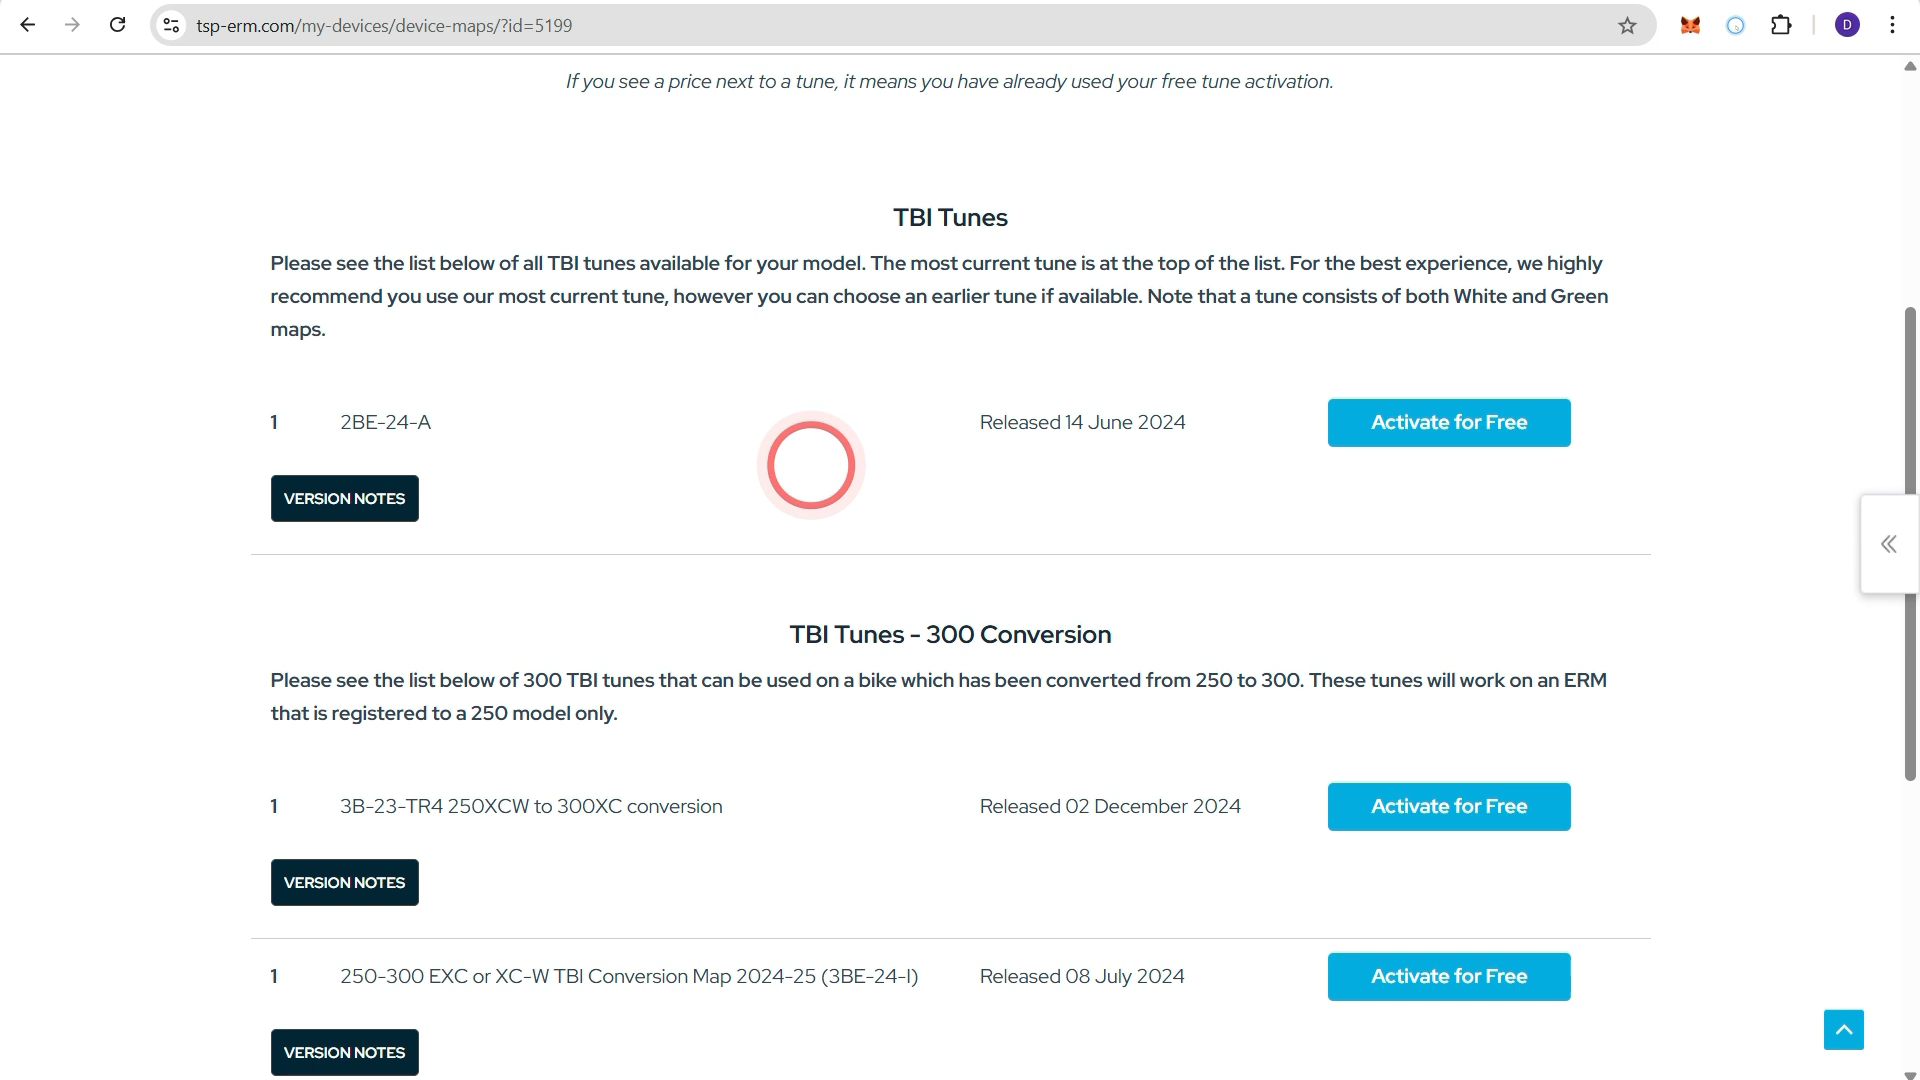 tsp-erm.com/my-devices/device-maps/?id=5199
D
If you see a price next to a tune, it means you have already used your free tune activation.
TBI Tunes
Please see the list below of all TBI tunes available for your model. The most current tune is at the top of the list. For the best experience, we highly
recommend you use our most current tune, however you can choose an earlier tune if available. Note that a tune consists of both White and Green
maps.
1 2BE-24-A Released 14 June 2024 Activate for Free
VERSION NOTES
TBI Tunes - 300 Conversion
Please see the list below of 300 TBI tunes that can be used on a bike which has been converted from 250 to 300. These tunes will work on an ERM
that is registered to a 250 model only.
1 3B-23-TR4 250XCW to 300XC conversion Released 02 December 2024 Activate for Free
VERSION NOTES
1 250-300 EXC or XC-W TBI Conversion Map 2024-25 (3BE-24-I) Released 08 July 2024 Activate for Free
VERSION NOTES